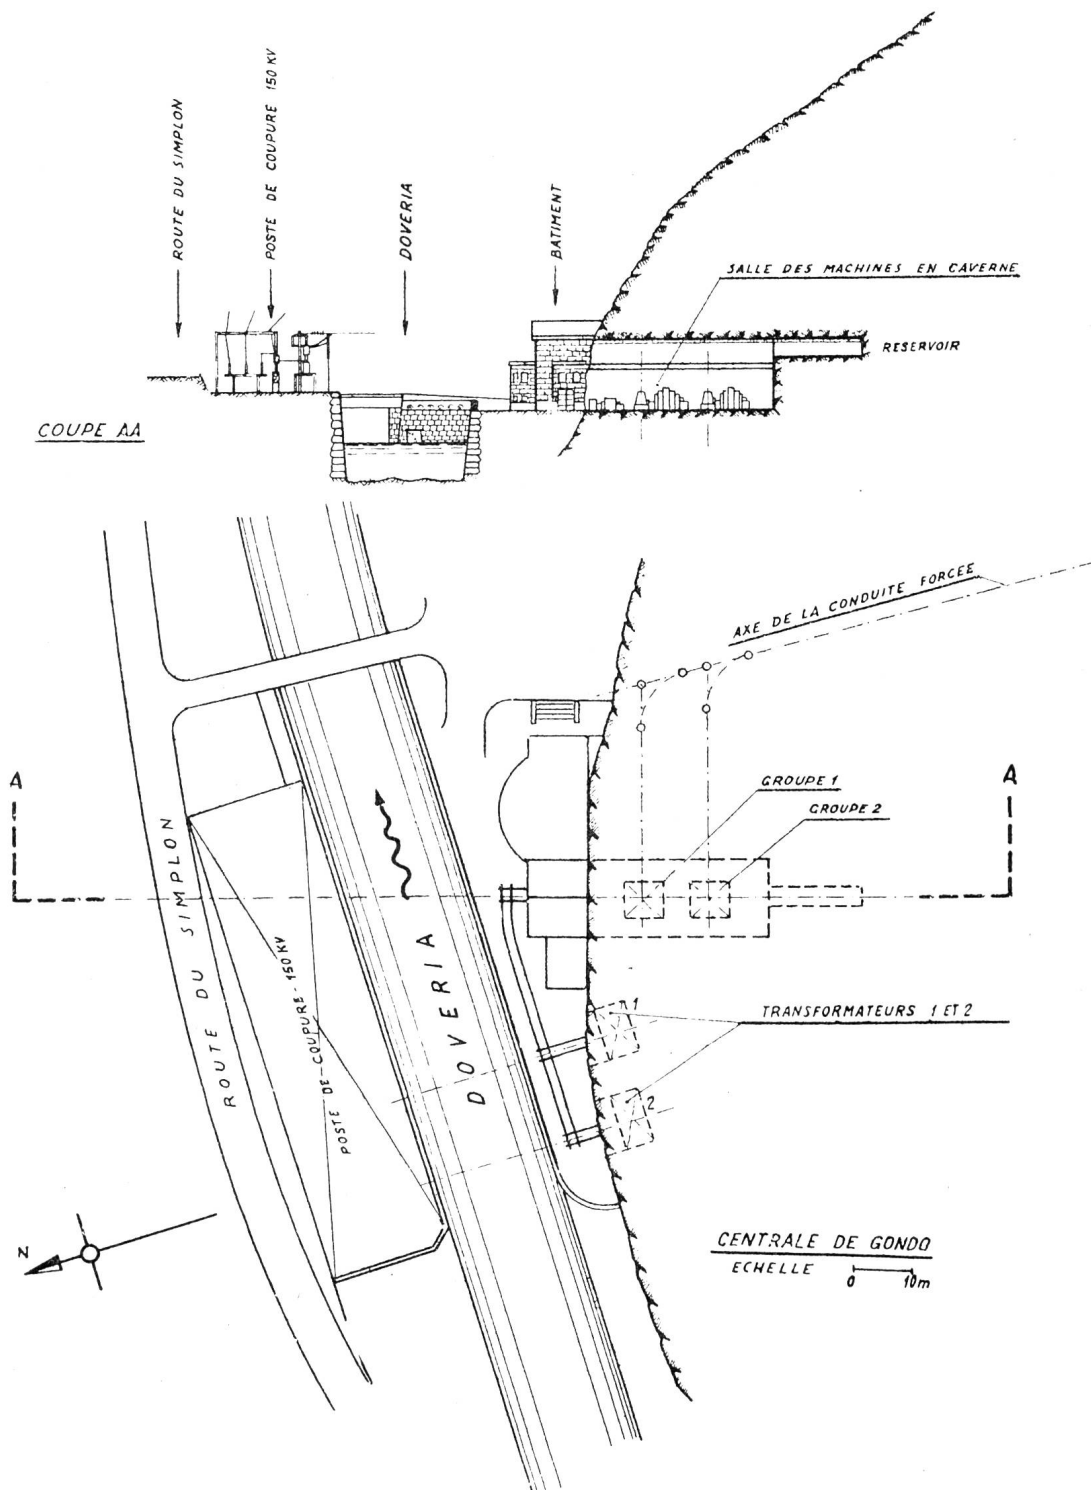 ROUTE DU SIMPLON
POSTE DE COUPURE 150 KV
DOVERIA
BATIMENT
SALLE DES MACHINES EN CAVERNE
RESERVOIR
COUPE AA
AXE DE LA CONDUITE FORCÉE
A
A
GROUPE 1
GROUPE 2
ROUTE DU SIMPLON
POSTE DE COUPURE - 150 KV
DOVERIA
1
TRANSFORMATEURS 1 ET 2
2
N
CENTRALE DE GONDO
ECHELLE
0 10m